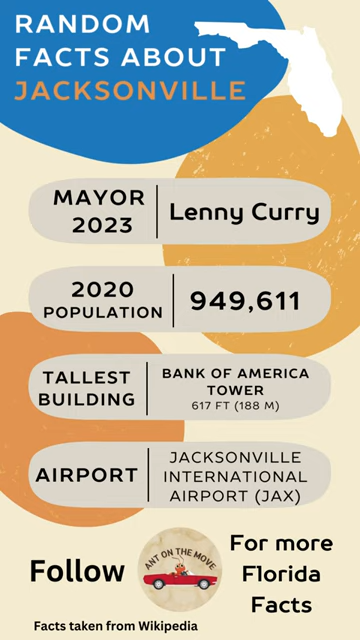 RANDOM
FACTS ABOUT
JACKSONVILLE
MAYOR
2023
Lenny Curry
2020
POPULATION
949,611
TALLEST
BUILDING
BANK OF AMERICA
TOWER
617 FT (188 M)
AIRPORT
JACKSONVILLE
INTERNATIONAL
AIRPORT (JAX)
Follow
ANT ON THE MOVE
For more
Florida
Facts
Facts taken from Wikipedia